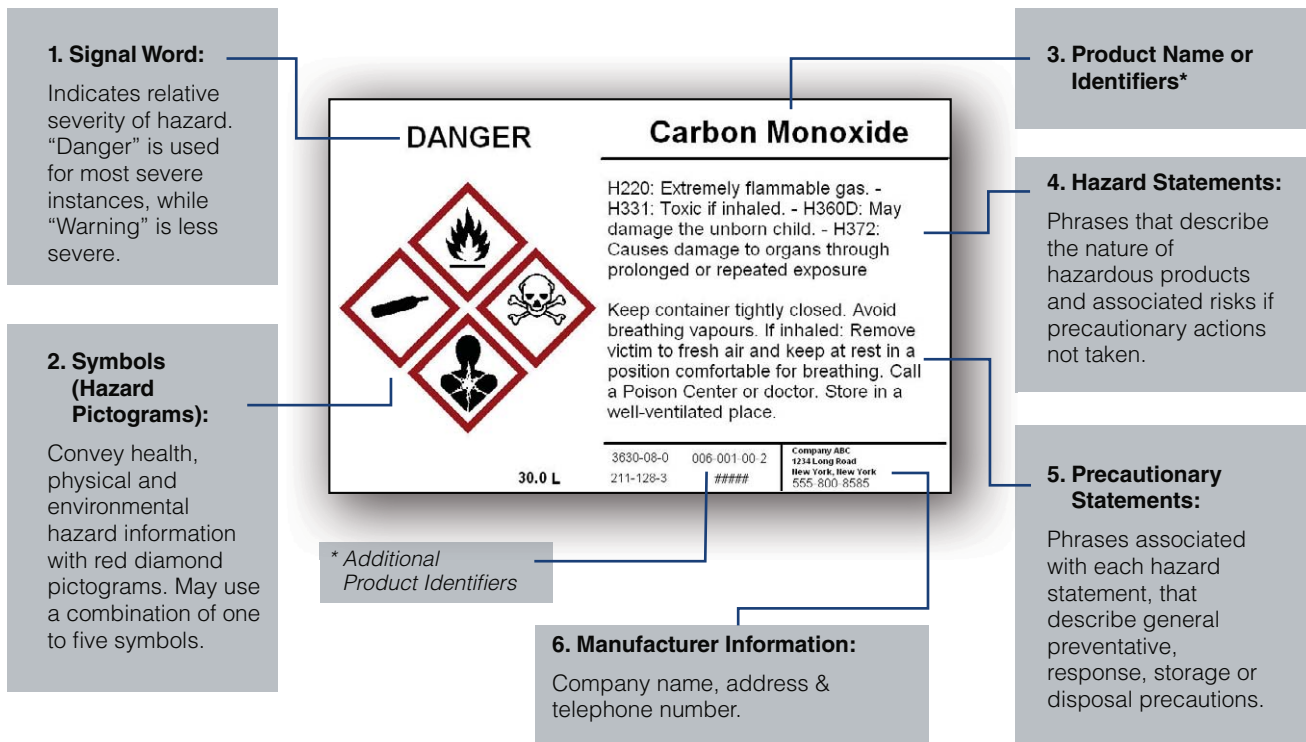 1. Signal Word:
Indicates relative
severity of hazard.
“Danger” is used
for most severe
instances, while
“Warning” is less
severe.
2. Symbols
(Hazard
Pictograms):
Convey health,
physical and
environmental
hazard information
with red diamond
pictograms. May use
a combination of one
to five symbols.
DANGER
30.0 L
Carbon Monoxide
H220: Extremely flammable gas. -
H331: Toxic if inhaled. - H360D: May
damage the unborn child. - H372:
Causes damage to organs through
prolonged or repeated exposure
Keep container tightly closed. Avoid
breathing vapours. If inhaled: Remove
victim to fresh air and keep at rest in a
position comfortable for breathing. Call
a Poison Center or doctor. Store in a
well-ventilated place.
3630-08-0 006-001-00-2
211-128-3 #####
Company ABC
1234 Long Road
New York, New York
555-800-8585
* Additional
Product Identifiers
3. Product Name or
Identifiers*
4. Hazard Statements:
Phrases that describe
the nature of
hazardous products
and associated risks if
precautionary actions
not taken.
5. Precautionary
Statements:
Phrases associated
with each hazard
statement, that
describe general
preventative,
response, storage or
disposal precautions.
6. Manufacturer Information:
Company name, address &
telephone number.